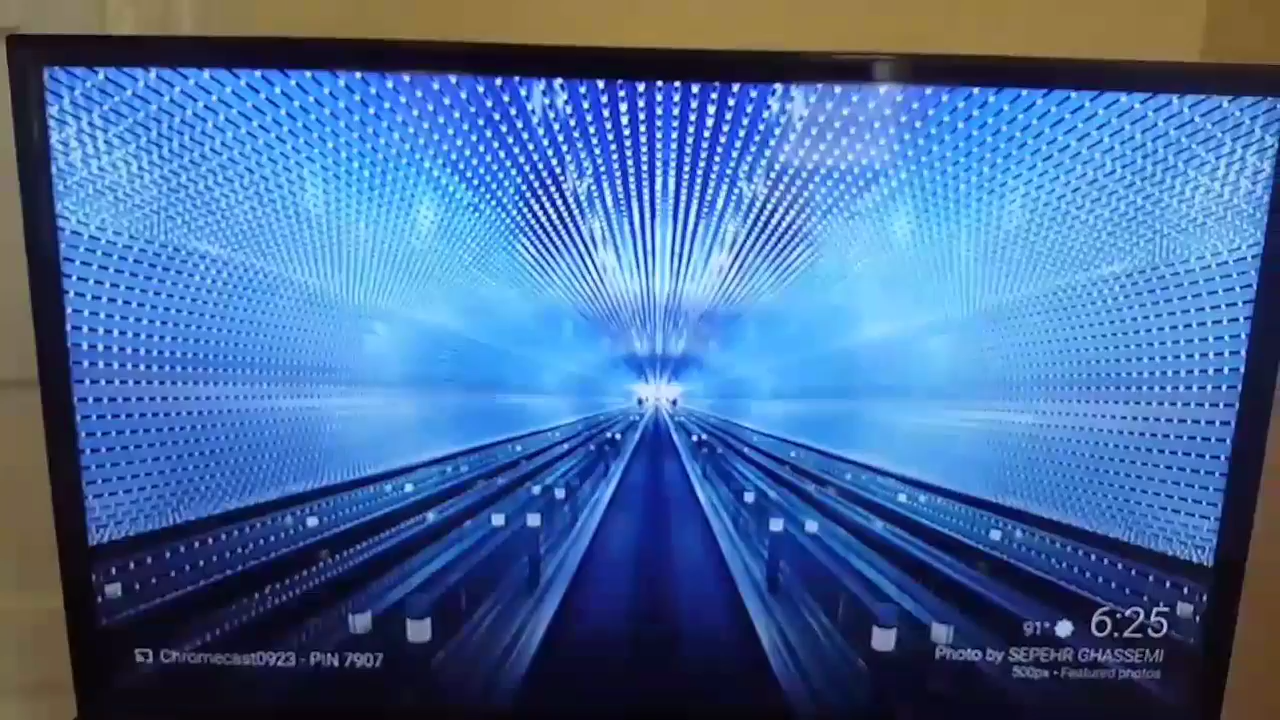 Chromecast0923 - PIN 7907
91° 6:25
Photo by SEPEHR GHASSEMI
500px • Featured photos